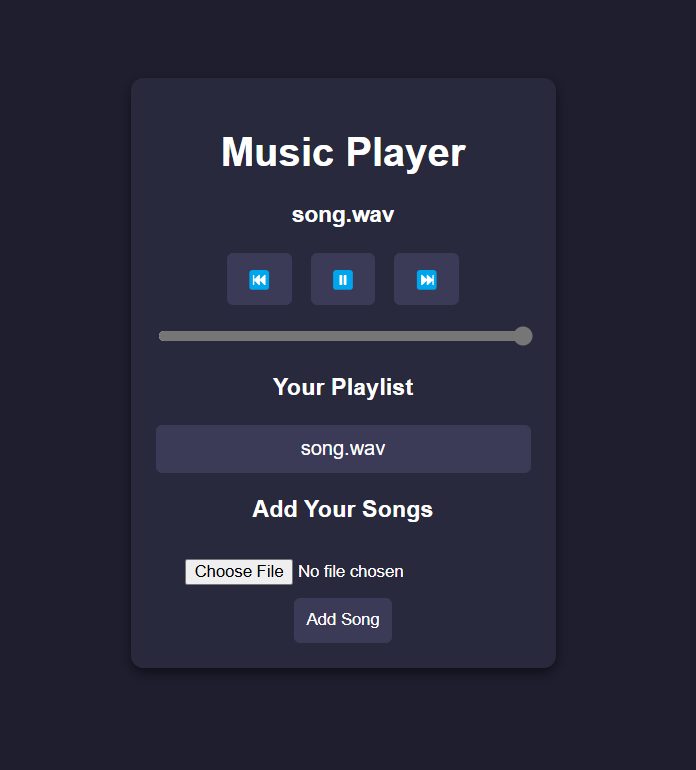 Music Player
song.wav
⏮️ ⏸️ ⏭️
Your Playlist
song.wav
Add Your Songs
Choose File No file chosen
Add Song